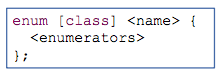 enum [class] <name> {
<enumerators>
};